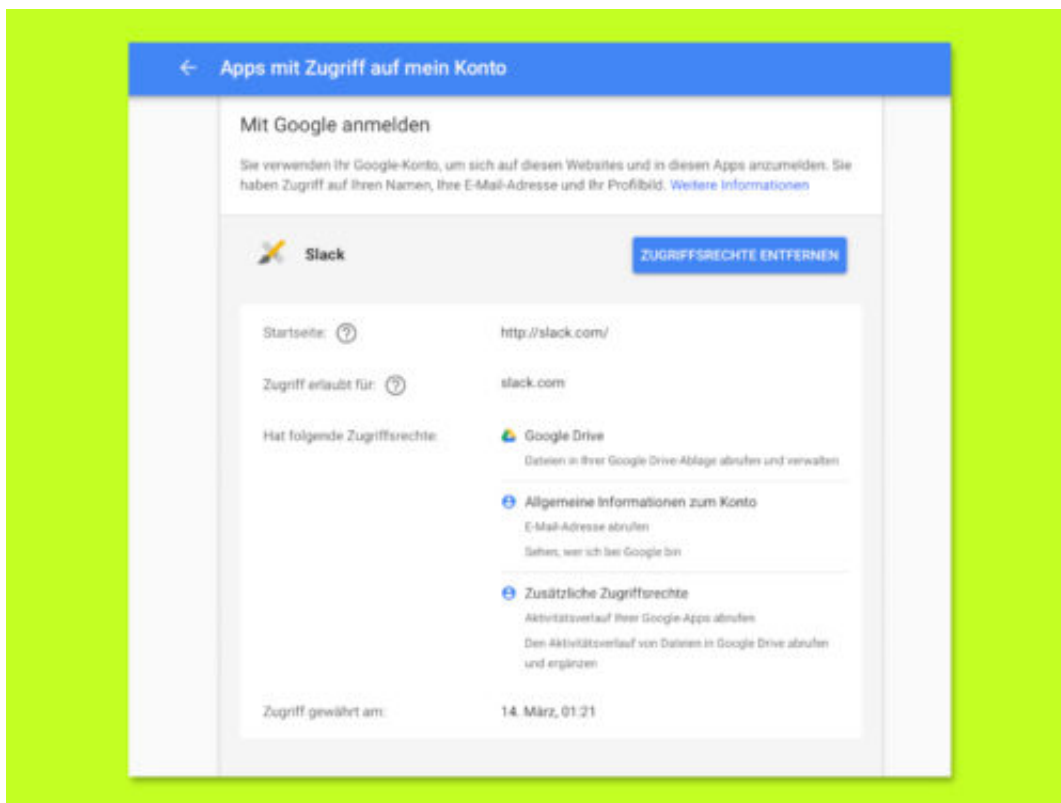 Apps mit Zugriff auf mein Konto
Mit Google anmelden
Sie verwenden Ihr Google-Konto, um sich auf diesen Websites und in diesen Apps anzumelden. Sie
haben Zugriff auf Ihren Namen, Ihre E-Mail-Adresse und Ihr Profilbild. Weitere Informationen
Slack
ZUGRIFFSRECHTE ENTFERNEN
Startseite: ?
http://slack.com/
Zugriff erlaubt für: ?
slack.com
Hat folgende Zugriffsrechte:
Google Drive
Dateien in Ihrer Google Drive-Ablage abrufen und verwalten
Allgemeine Informationen zum Konto
E-Mail-Adresse abrufen
Sehen, wer ich bei Google bin
Zusätzliche Zugriffsrechte
Aktivitätsverlauf Ihrer Google-Apps abrufen
Den Aktivitätsverlauf von Dateien in Google Drive abrufen
und ergänzen
Zugriff gewährt am:
14. März, 01:21